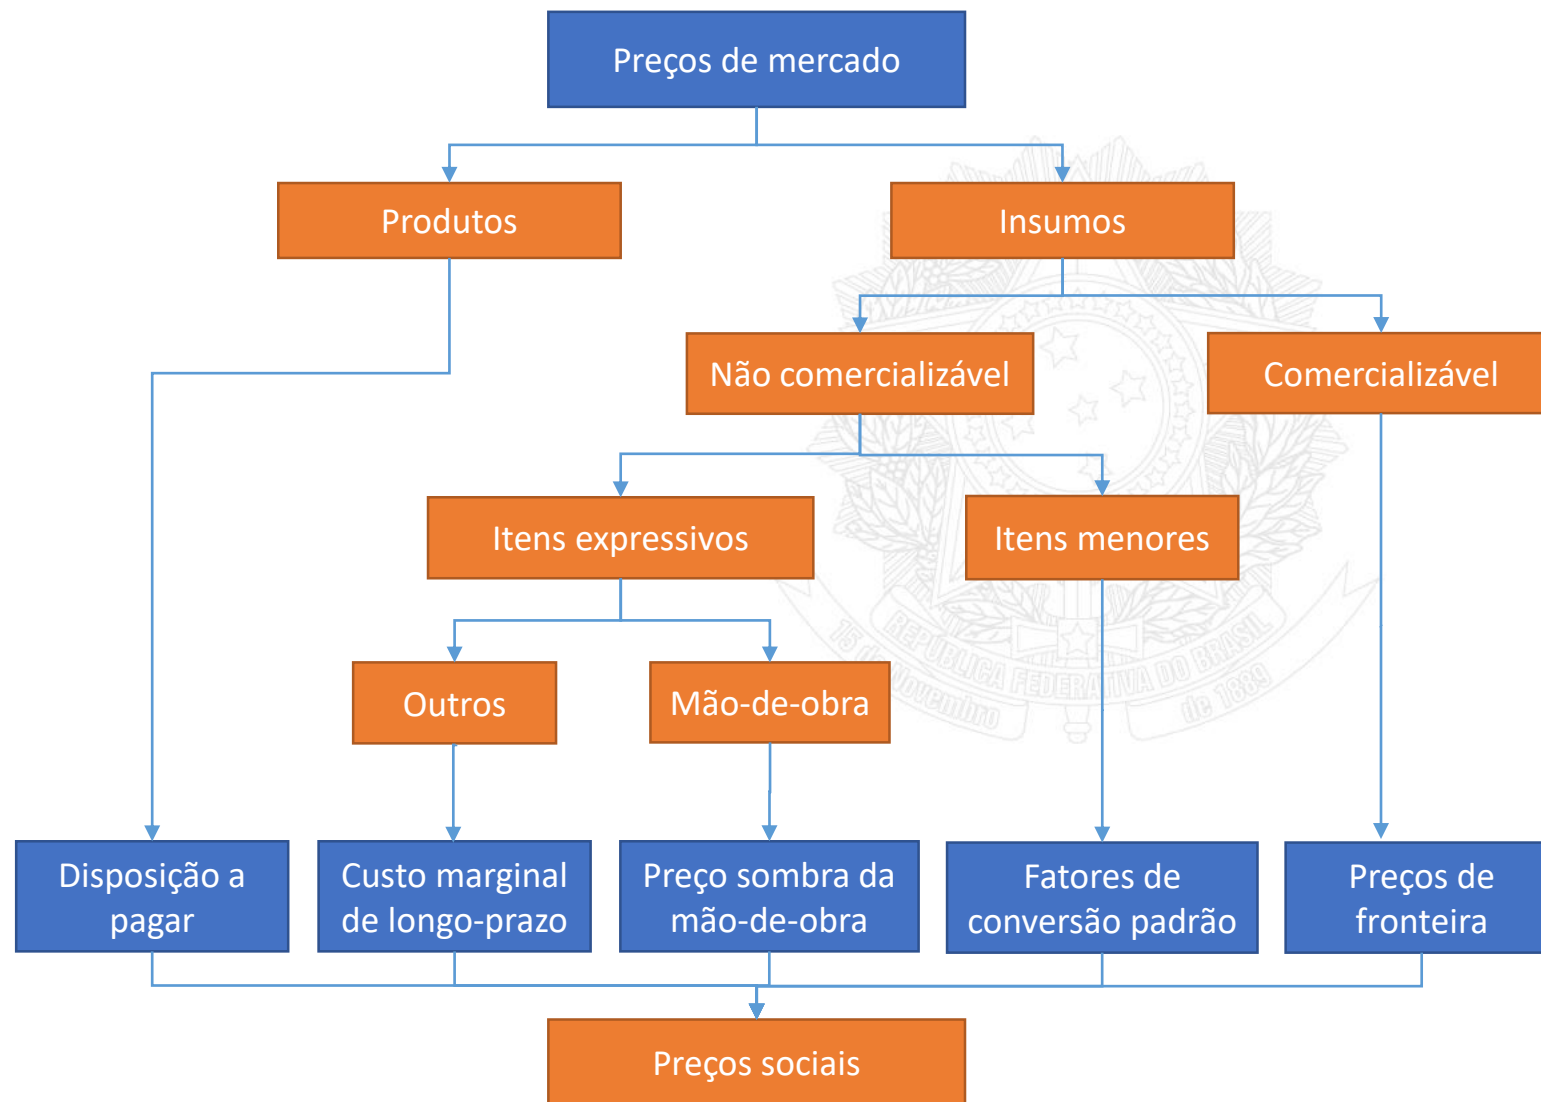 Preços de mercado
Produtos
Insumos
Não comercializável
Comercializável
Itens expressivos
Itens menores
Outros
Mão-de-obra
Disposição a
pagar
Custo marginal
de longo-prazo
Preço sombra da
mão-de-obra
Fatores de
conversão padrão
Preços de
fronteira
Preços sociais
REPÚBLICA FEDERATIVA DO BRASIL
15 de Novembro
de 1889